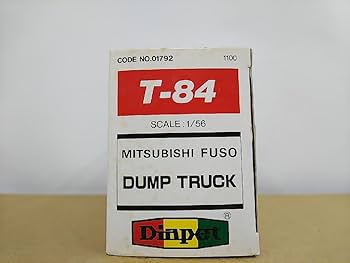 CODE NO.01792 1100
T-84
SCALE : 1/56
MITSUBISHI FUSO
DUMP TRUCK
Diapet ®